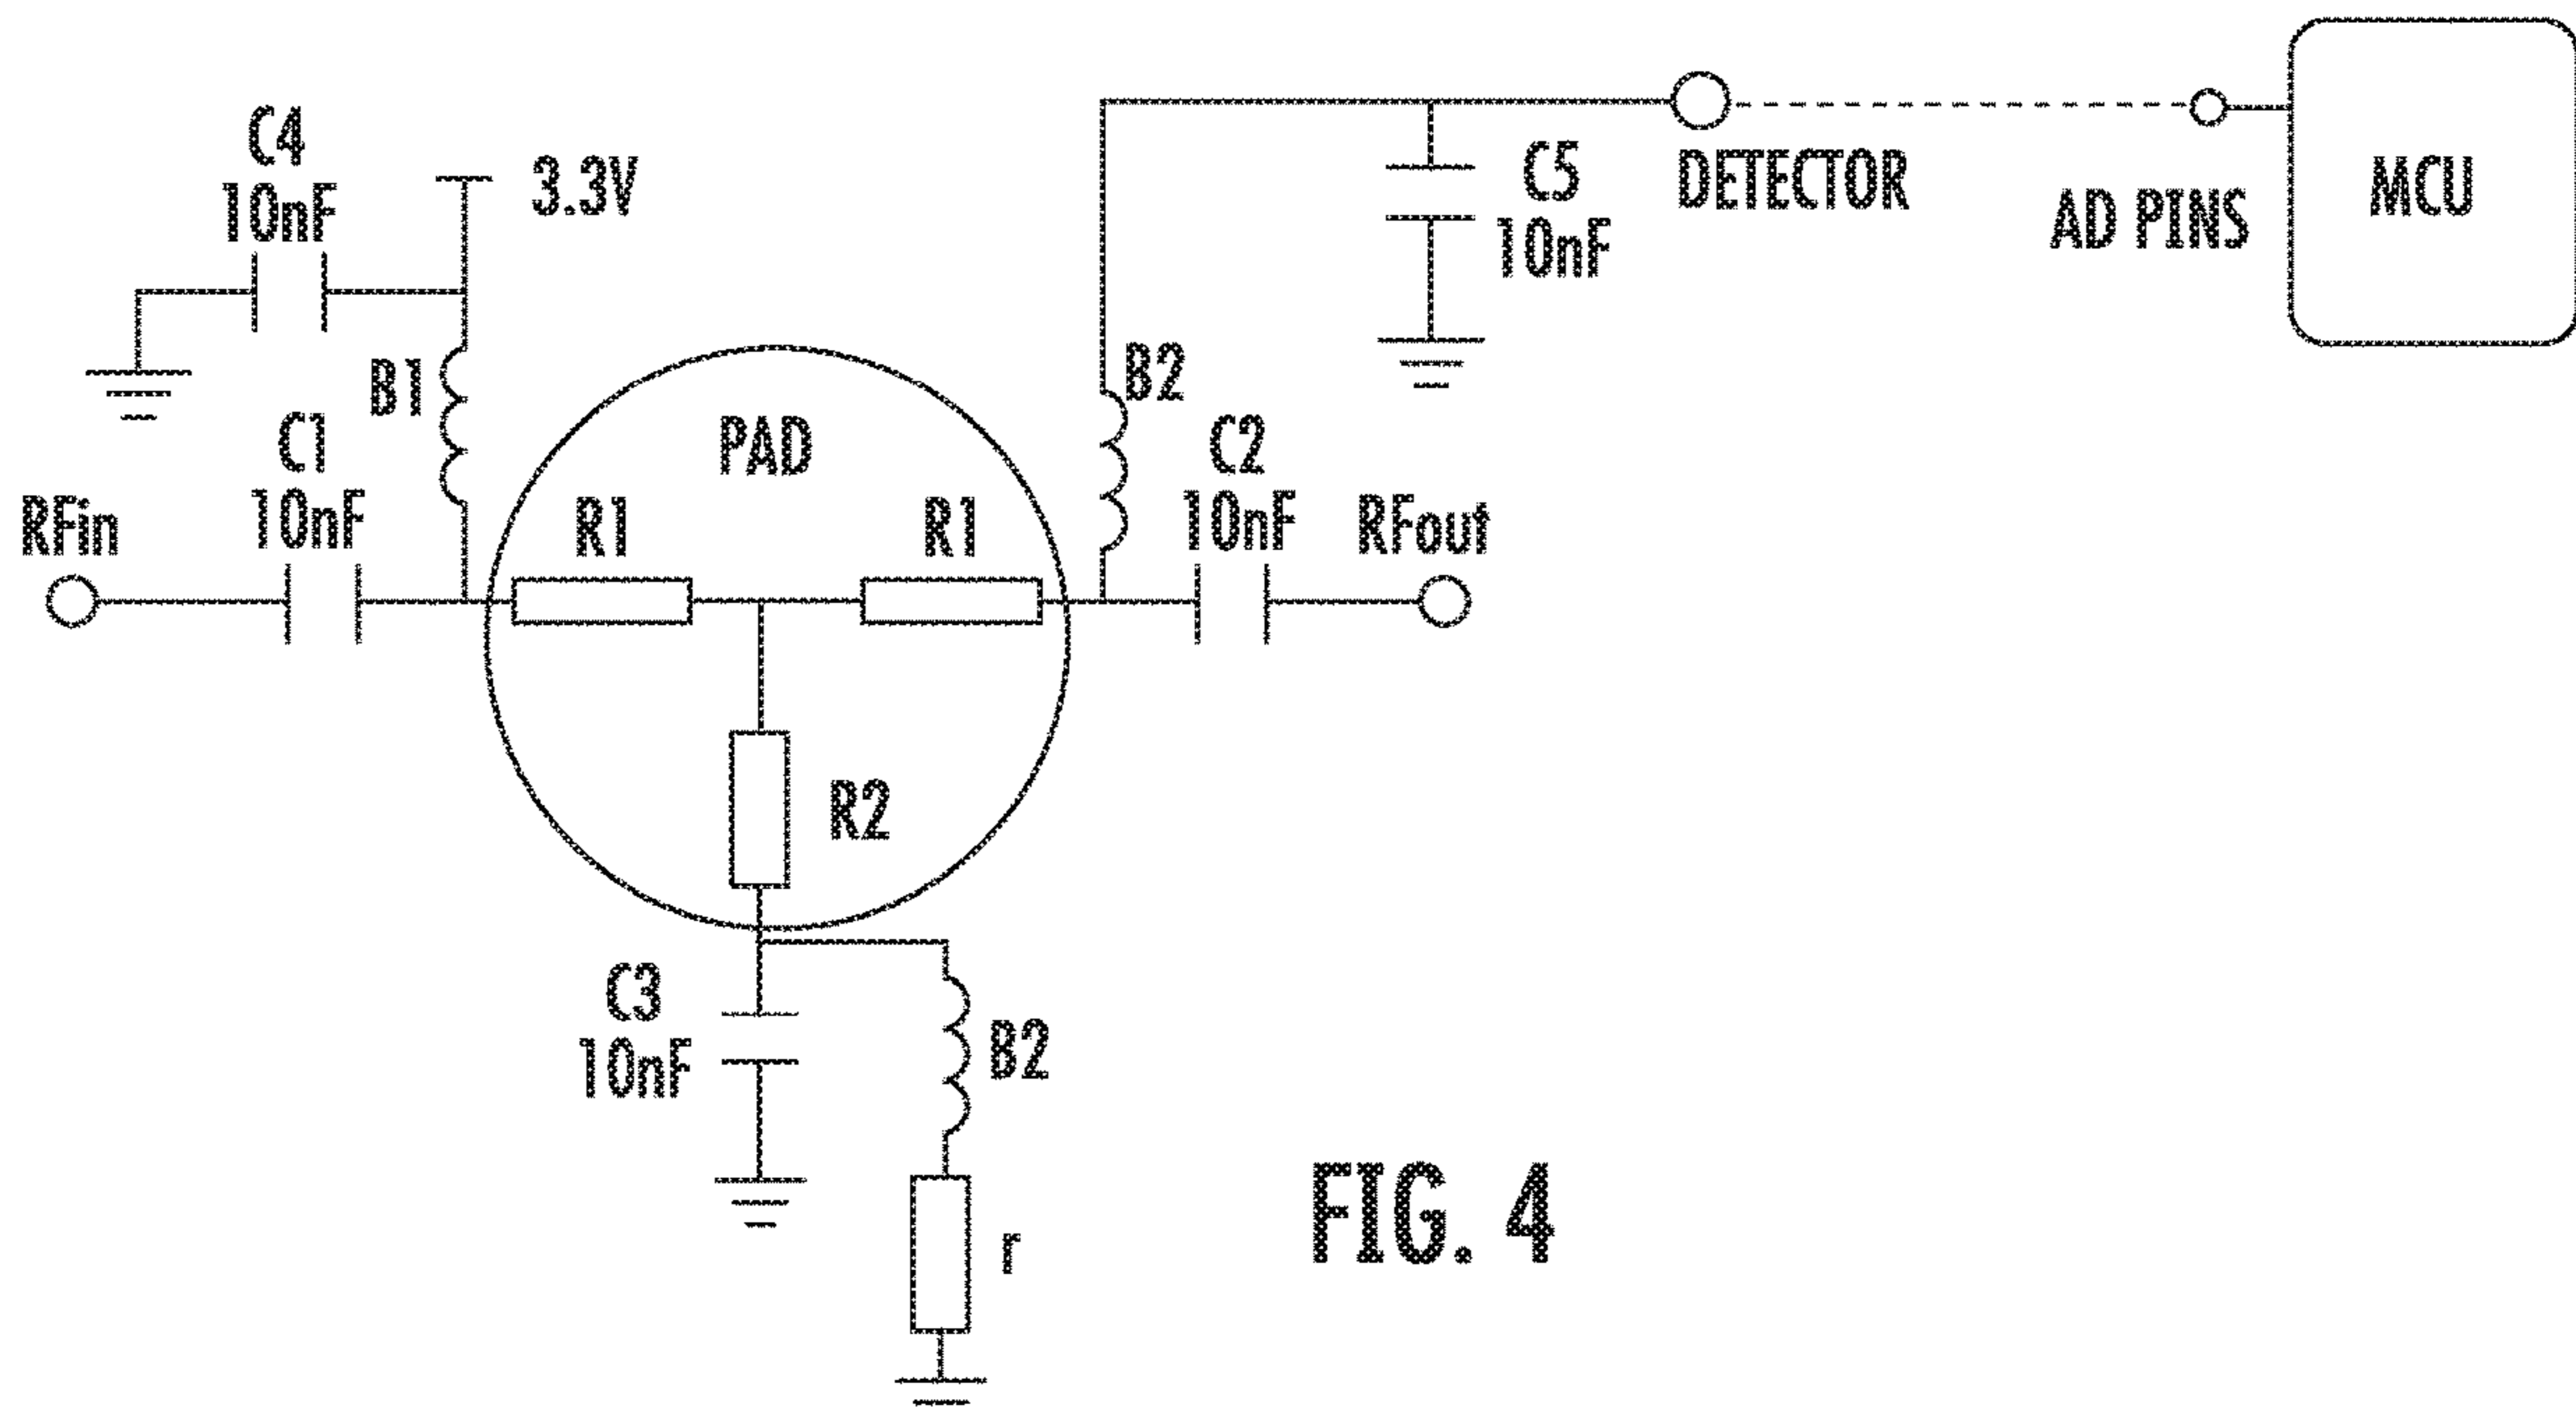 C4
10nF
3.3V
C5
10nF
DETECTOR
AD PINS
MCU
B1
B2
C1
10nF
C2
10nF
RFin
RFout
PAD
R1
R1
R2
C3
10nF
B2
r
FIG. 4